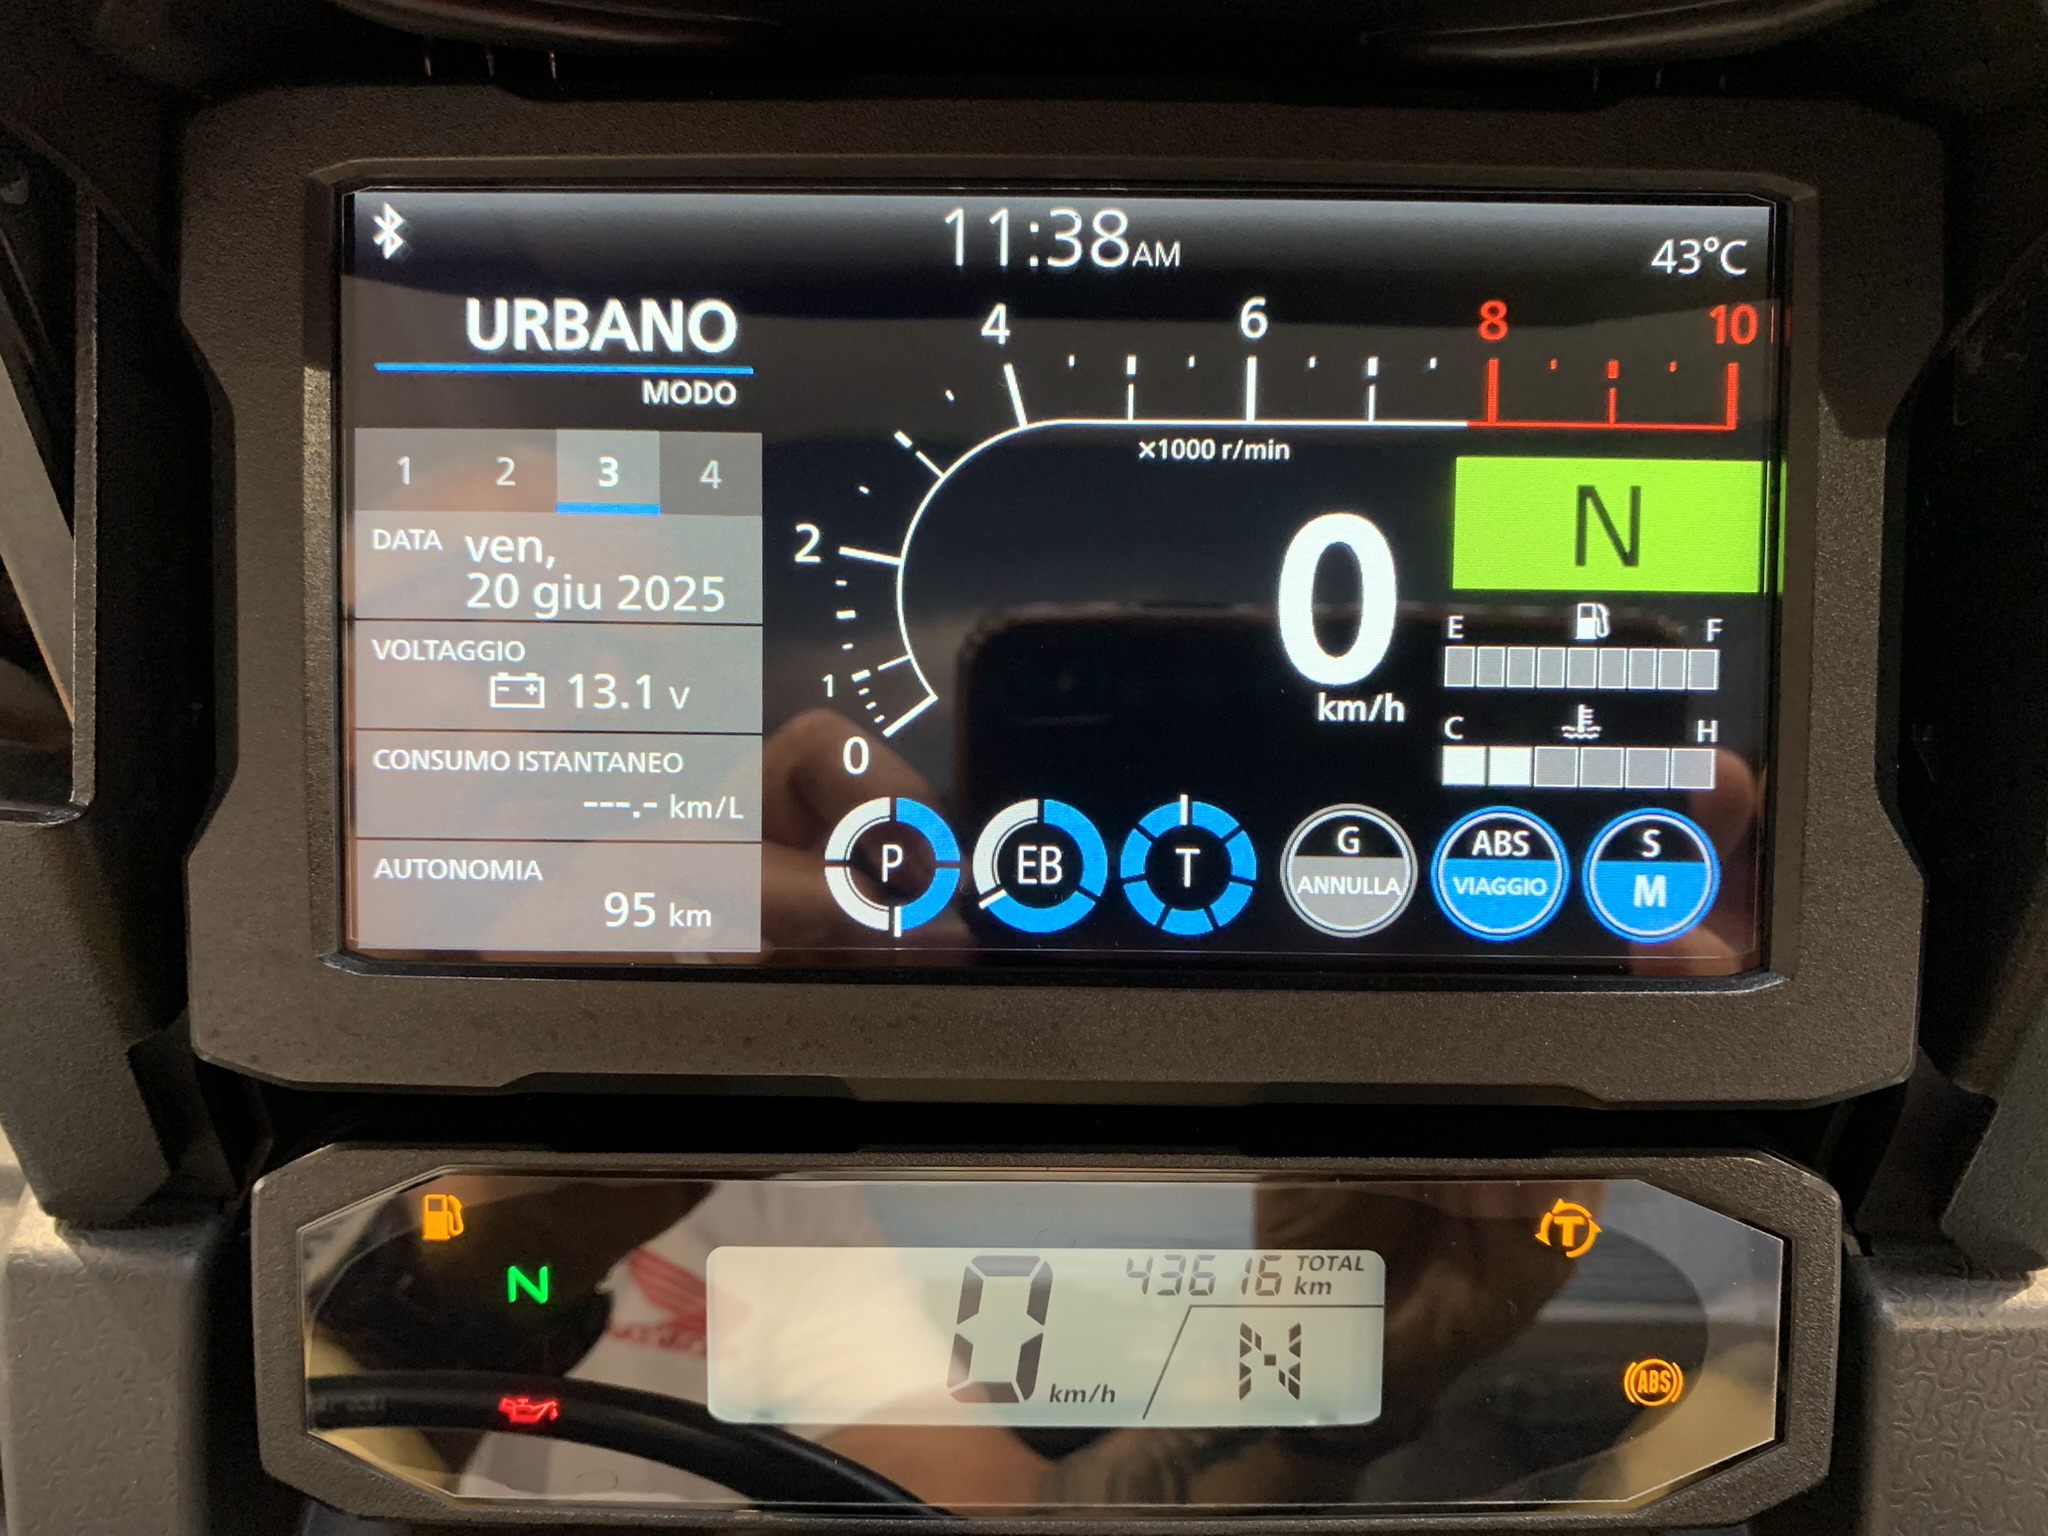 11:38AM
43°C
URBANO
MODO
1 2 3 4
DATA ven,
20 giu 2025
VOLTAGGIO
13.1 V
CONSUMO ISTANTANEO
---.- km/L
AUTONOMIA
95 km
0 1 2 4 6 8 10
×1000 r/min
N
0
km/h
E F
C H
P
EB
T
G
ANNULLA
ABS
VIAGGIO
S
M
N
0 km/h
43616 TOTAL
km
N
T
ABS